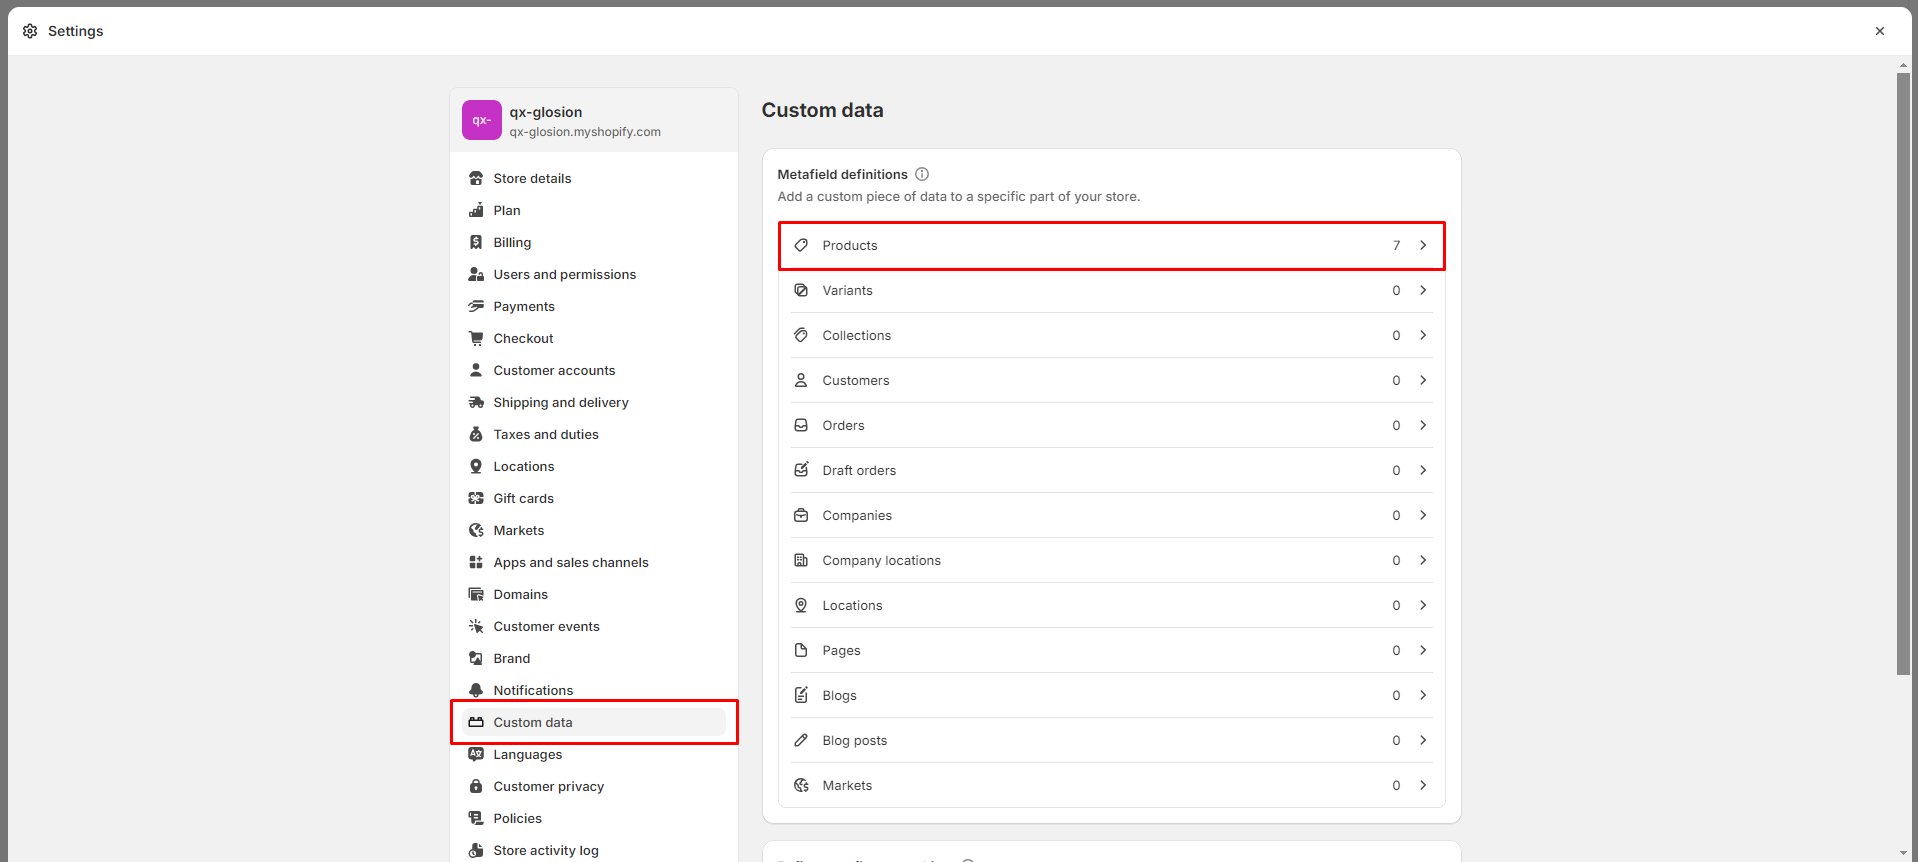 Settings
qx-
qx-glosion
qx-glosion.myshopify.com
Store details
Plan
Billing
Users and permissions
Payments
Checkout
Customer accounts
Shipping and delivery
Taxes and duties
Locations
Gift cards
Markets
Apps and sales channels
Domains
Customer events
Brand
Notifications
Custom data
Languages
Customer privacy
Policies
Store activity log
Custom data
Metafield definitions
Add a custom piece of data to a specific part of your store.
Products 7
Variants 0
Collections 0
Customers 0
Orders 0
Draft orders 0
Companies 0
Company locations 0
Locations 0
Pages 0
Blogs 0
Blog posts 0
Markets 0